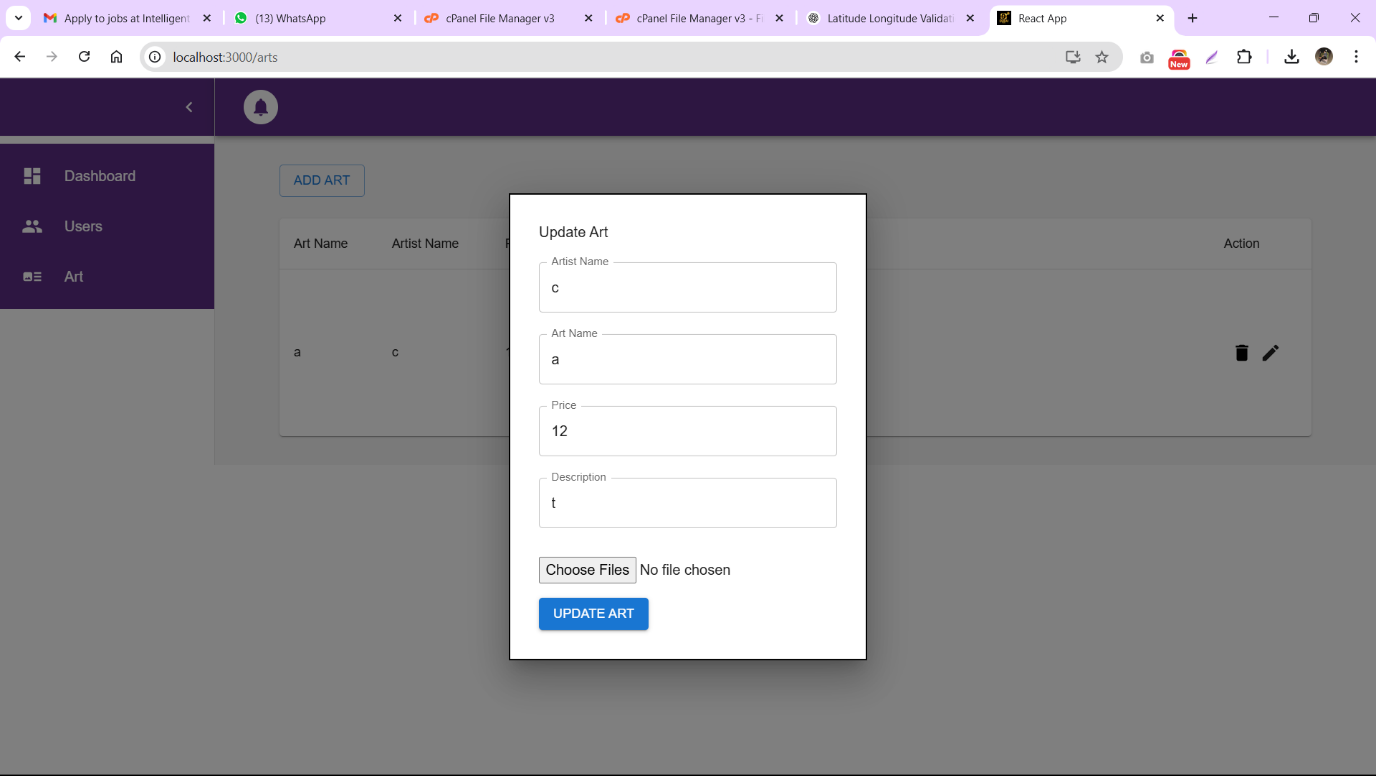 Apply to jobs at Intelligent
(13) WhatsApp
cPanel File Manager v3
cPanel File Manager v3 - Fi
Latitude Longitude Validati
React App
localhost:3000/arts
New
Dashboard
Users
Art
ADD ART
Art Name Artist Name Action
a c
Update Art
Artist Name
c
Art Name
a
Price
12
Description
t
Choose Files No file chosen
UPDATE ART